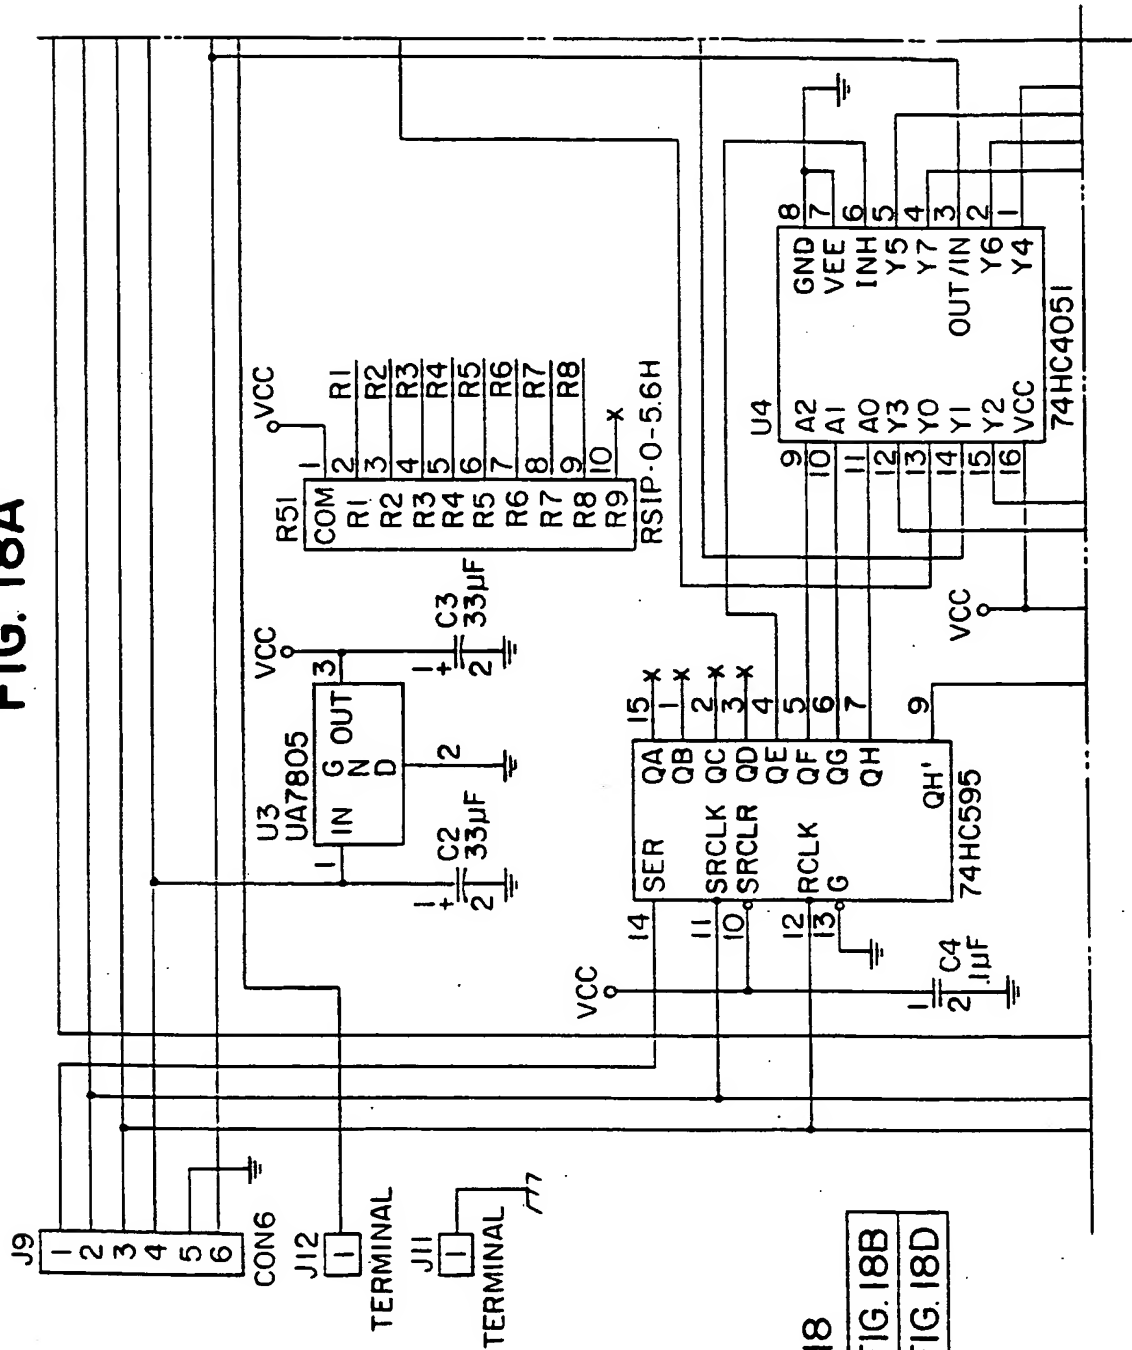 FIG. 18A
J9
1
2
3
4
5
6
CON6
J12
1
TERMINAL
J11
1
TERMINAL
U3
UA7805
IN
G
N
D
OUT
1
2
3
VCC
C2
33µF
1
+
2
C3
33µF
1
+
2
R51
COM
R1
R2
R3
R4
R5
R6
R7
R8
R9
1
2
3
4
5
6
7
8
9
10
VCC
R1
R2
R3
R4
R5
R6
R7
R8
x
RSIP-0-5.6H
VCC
C4
.1µF
1
2
14
11
10
12
13
SER
SRCLK
SRCLR
RCLK
G
QA
QB
QC
QD
QE
QF
QG
QH
QH'
15
1
2
3
4
5
6
7
9
x
x
x
x
74HC595
VCC
U4
9
10
11
12
13
14
15
16
A2
A1
A0
Y3
Y0
Y1
Y2
VCC
GND
VEE
INH
Y5
Y7
OUT/IN
Y6
Y4
8
7
6
5
4
3
2
1
74HC4051
18
FIG. 18B
FIG. 18D